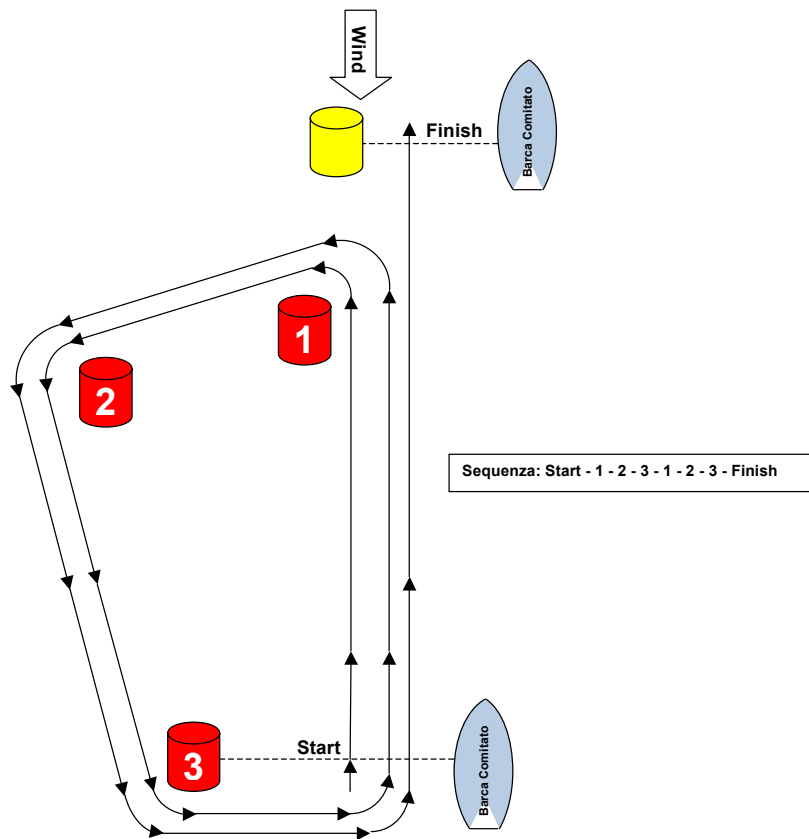 Wind
Finish
Barca Comitato
1
2
Sequenza: Start - 1 - 2 - 3 - 1 - 2 - 3 - Finish
3
Start
Barca Comitato